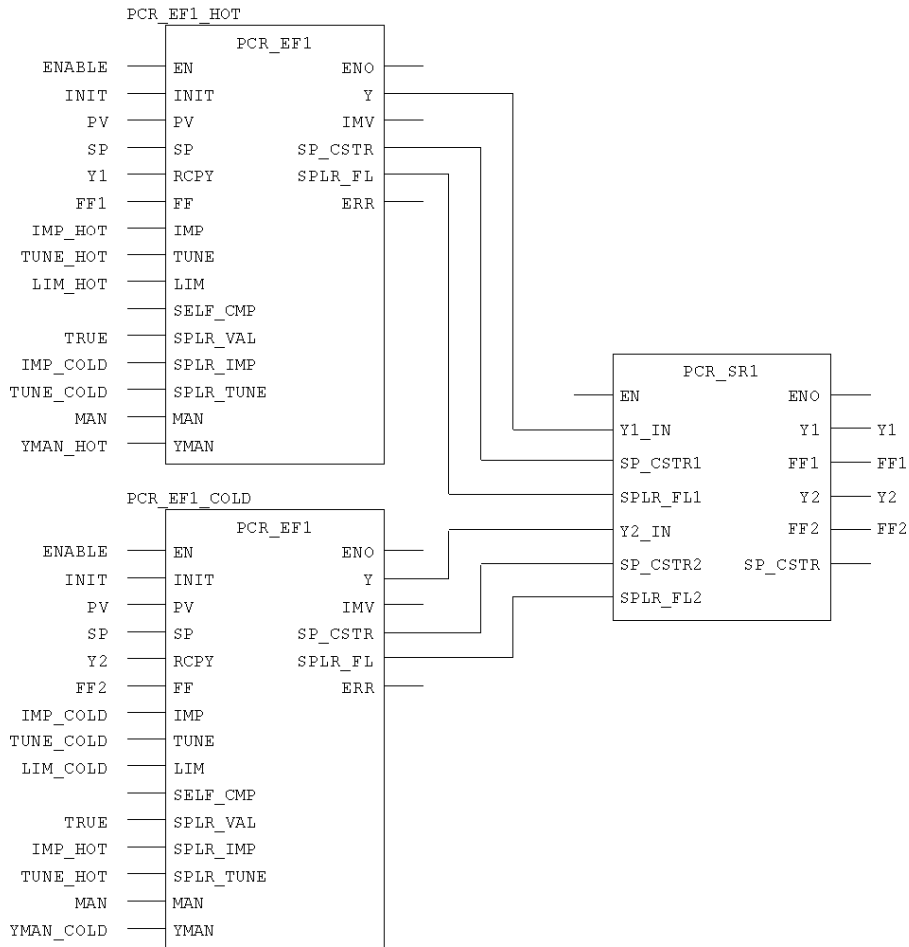 PCR_EF1_HOT
PCR_EF1
ENABLE EN ENO
INIT INIT Y
PV PV IMV
SP SP SP_CSTR
Y1 RCPY SPLR_FL
FF1 FF ERR
IMP_HOT IMP
TUNE_HOT TUNE
LIM_HOT LIM
SELF_CMP
TRUE SPLR_VAL
IMP_COLD SPLR_IMP
TUNE_COLD SPLR_TUNE
MAN MAN
YMAN_HOT YMAN
PCR_SR1
EN ENO
Y1_IN Y1 Y1
SP_CSTR1 FF1 FF1
SPLR_FL1 Y2 Y2
Y2_IN FF2 FF2
SP_CSTR2 SP_CSTR
SPLR_FL2
PCR_EF1_COLD
PCR_EF1
ENABLE EN ENO
INIT INIT Y
PV PV IMV
SP SP SP_CSTR
Y2 RCPY SPLR_FL
FF2 FF ERR
IMP_COLD IMP
TUNE_COLD TUNE
LIM_COLD LIM
SELF_CMP
TRUE SPLR_VAL
IMP_HOT SPLR_IMP
TUNE_HOT SPLR_TUNE
MAN MAN
YMAN_COLD YMAN